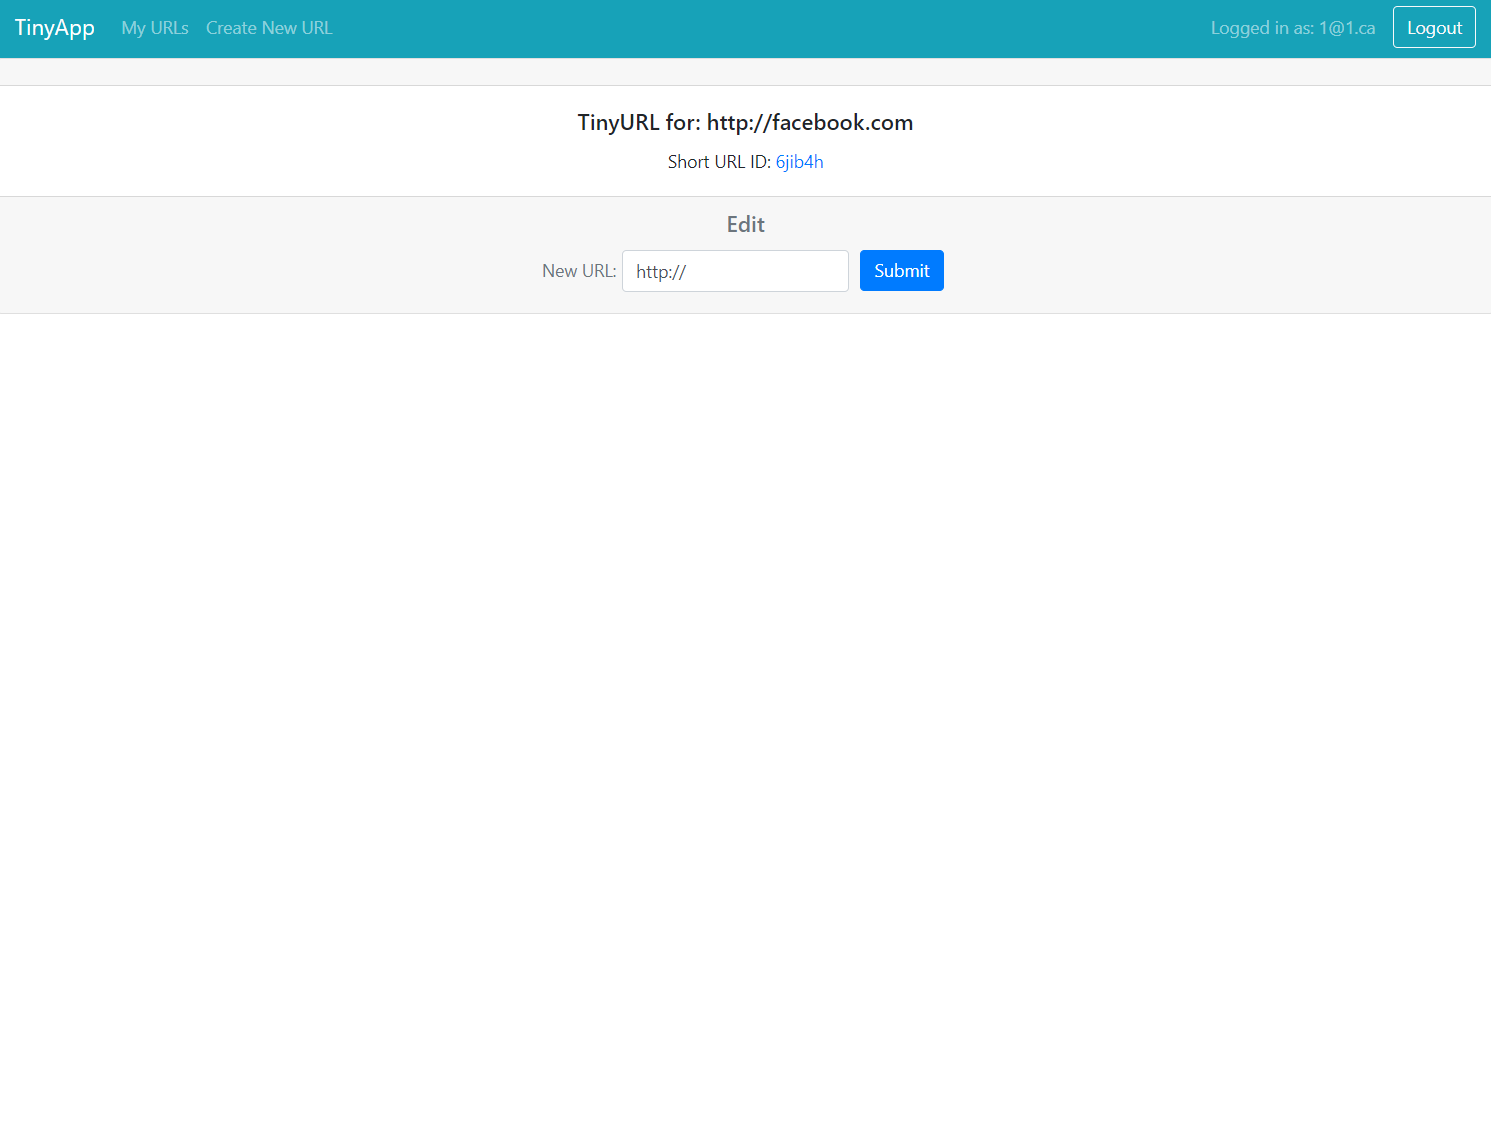 TinyApp My URLs Create New URL Logged in as: 1@1.ca Logout
TinyURL for: http://facebook.com
Short URL ID: 6jib4h
Edit
New URL: http:// Submit